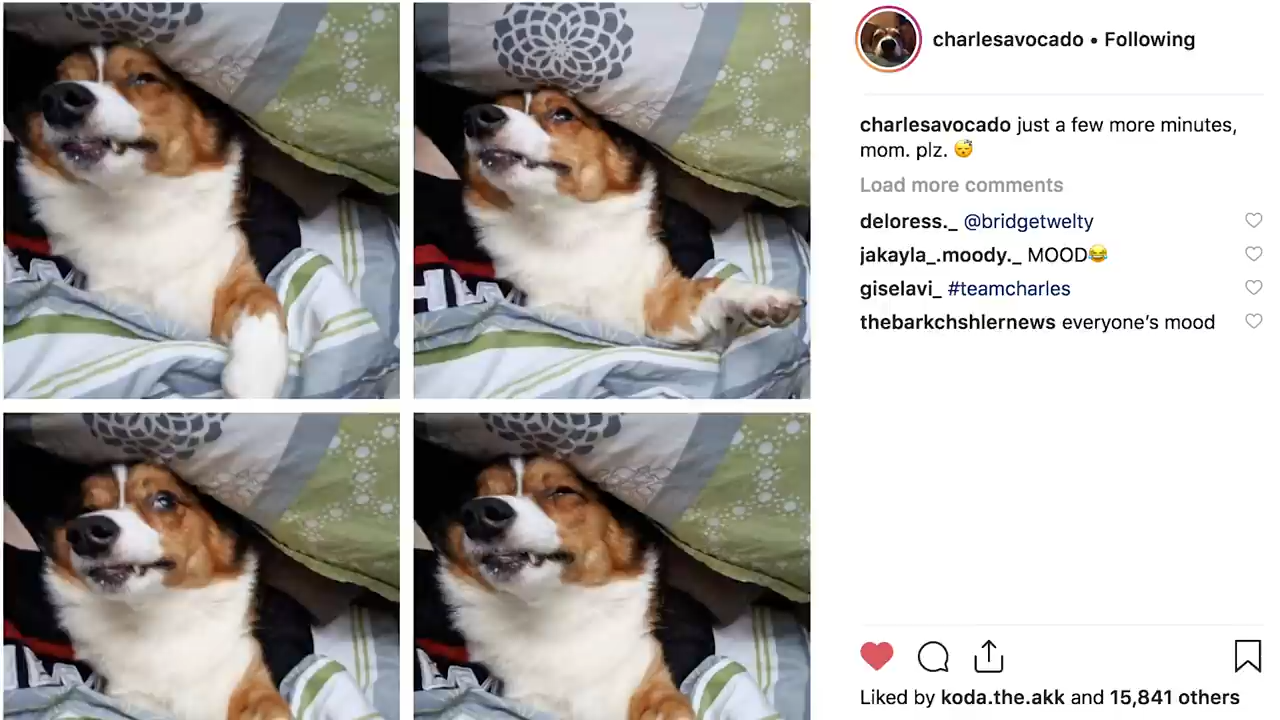 charlesavocado • Following
charlesavocado just a few more minutes,
mom. plz. 😴
Load more comments
deloress._ @bridgetwelty
jakayla_.moody._ MOOD😂
giselavi_ #teamcharles
thebarkchshlernews everyone’s mood
Liked by koda.the.akk and 15,841 others